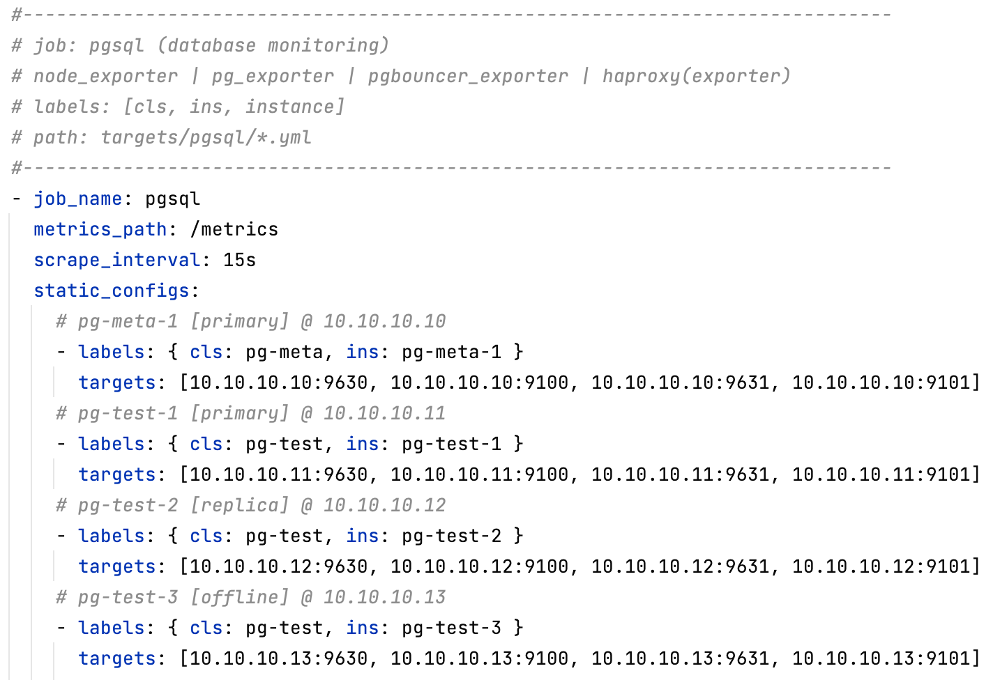 #------------------------------------------------------------------------------
# job: pgsql (database monitoring)
# node_exporter | pg_exporter | pgbouncer_exporter | haproxy(exporter)
# labels: [cls, ins, instance]
# path: targets/pgsql/*.yml
#------------------------------------------------------------------------------
- job_name: pgsql
  metrics_path: /metrics
  scrape_interval: 15s
  static_configs:
    # pg-meta-1 [primary] @ 10.10.10.10
    - labels: { cls: pg-meta, ins: pg-meta-1 }
      targets: [10.10.10.10:9630, 10.10.10.10:9100, 10.10.10.10:9631, 10.10.10.10:9101]
    # pg-test-1 [primary] @ 10.10.10.11
    - labels: { cls: pg-test, ins: pg-test-1 }
      targets: [10.10.10.11:9630, 10.10.10.11:9100, 10.10.10.11:9631, 10.10.10.11:9101]
    # pg-test-2 [replica] @ 10.10.10.12
    - labels: { cls: pg-test, ins: pg-test-2 }
      targets: [10.10.10.12:9630, 10.10.10.12:9100, 10.10.10.12:9631, 10.10.10.12:9101]
    # pg-test-3 [offline] @ 10.10.10.13
    - labels: { cls: pg-test, ins: pg-test-3 }
      targets: [10.10.10.13:9630, 10.10.10.13:9100, 10.10.10.13:9631, 10.10.10.13:9101]